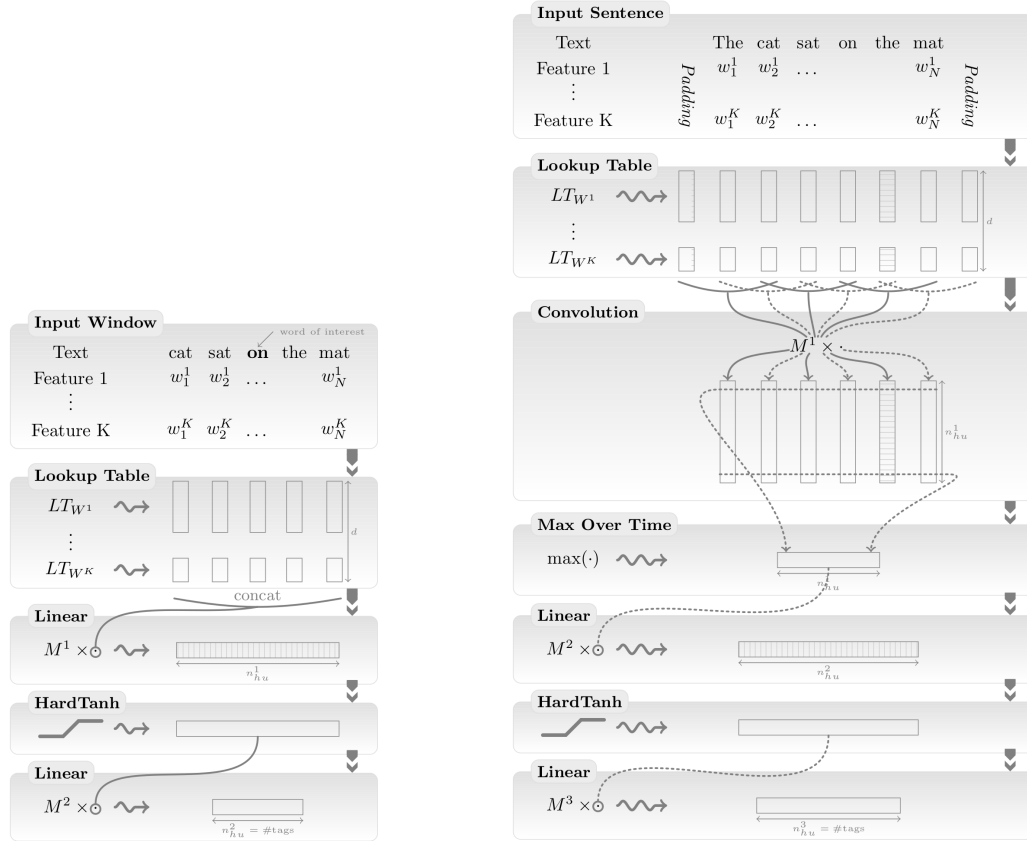 Input Window
word of interest
Text cat sat on the mat
Feature 1 w_1^1 w_2^1 … w_N^1
⋮
Feature K w_1^K w_2^K … w_N^K
Lookup Table
LT_{W^1}
⋮
d
LT_{W^K}
concat
Linear
M^1 × ·
n_{hu}^1
HardTanh
Linear
M^2 × ·
n_{hu}^2 = #tags
Input Sentence
Text The cat sat on the mat
Feature 1 w_1^1 w_2^1 … w_N^1
⋮
Padding
Padding
Feature K w_1^K w_2^K … w_N^K
Lookup Table
LT_{W^1}
d
⋮
LT_{W^K}
Convolution
M^1 × ·
n_{hu}^1
Max Over Time
max(·)
n_{hu}^1
Linear
M^2 × ·
n_{hu}^2
HardTanh
Linear
M^3 × ·
n_{hu}^3 = #tags